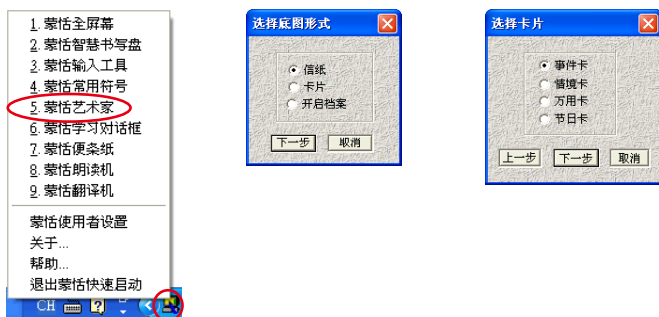 1. 蒙恬全屏幕
2. 蒙恬智慧书写盘
3. 蒙恬输入工具
4. 蒙恬常用符号
5. 蒙恬艺术家
6. 蒙恬学习对话框
7. 蒙恬便条纸
8. 蒙恬朗读机
9. 蒙恬翻译机
蒙恬使用者设置
关于...
帮助...
退出蒙恬快速启动
CH
选择底图形式
信纸
卡片
开启档案
下一步 取消
选择卡片
事件卡
情境卡
万用卡
节日卡
上一步 下一步 取消